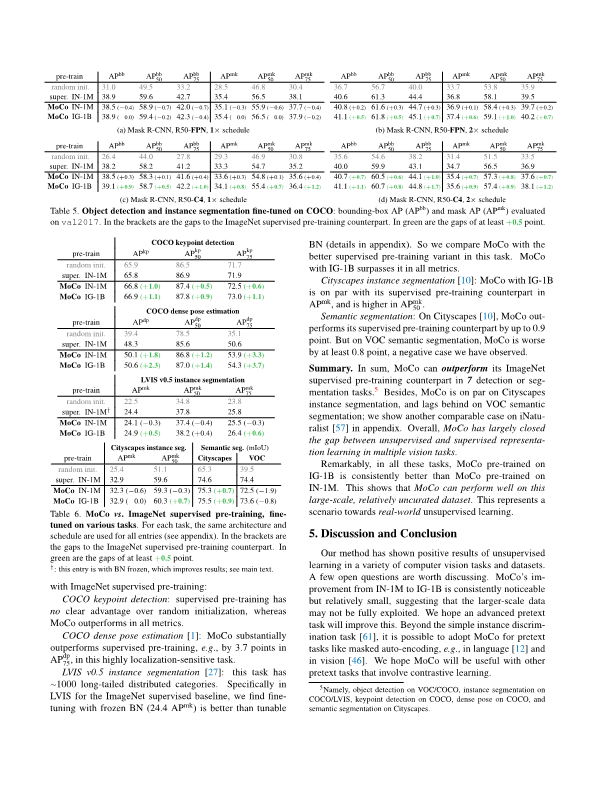 pre-train AP^bb AP^bb_50 AP^bb_75 AP^mk AP^mk_50 AP^mk_75
random init. 31.0 49.5 33.2 28.5 46.8 30.4
super. IN-1M 38.9 59.6 42.7 35.4 56.5 38.1
MoCo IN-1M 38.5 (−0.4) 58.9 (−0.7) 42.0 (−0.7) 35.1 (−0.3) 55.9 (−0.6) 37.7 (−0.4)
MoCo IG-1B 38.9 ( 0.0) 59.4 (−0.2) 42.3 (−0.4) 35.4 ( 0.0) 56.5 ( 0.0) 37.9 (−0.2)
(a) Mask R-CNN, R50-FPN, 1× schedule
AP^bb AP^bb_50 AP^bb_75 AP^mk AP^mk_50 AP^mk_75
36.7 56.7 40.0 33.7 53.8 35.9
40.6 61.3 44.4 36.8 58.1 39.5
40.8 (+0.2) 61.6 (+0.3) 44.7 (+0.3) 36.9 (+0.1) 58.4 (+0.3) 39.7 (+0.2)
41.1 (+0.5) 61.8 (+0.5) 45.1 (+0.7) 37.4 (+0.6) 59.1 (+1.0) 40.2 (+0.7)
(b) Mask R-CNN, R50-FPN, 2× schedule
pre-train AP^bb AP^bb_50 AP^bb_75 AP^mk AP^mk_50 AP^mk_75
random init. 26.4 44.0 27.8 29.3 46.9 30.8
super. IN-1M 38.2 58.2 41.2 33.3 54.7 35.2
MoCo IN-1M 38.5 (+0.3) 58.3 (+0.1) 41.6 (+0.4) 33.6 (+0.3) 54.8 (+0.1) 35.6 (+0.4)
MoCo IG-1B 39.1 (+0.9) 58.7 (+0.5) 42.2 (+1.0) 34.1 (+0.8) 55.4 (+0.7) 36.4 (+1.2)
(c) Mask R-CNN, R50-C4, 1× schedule
AP^bb AP^bb_50 AP^bb_75 AP^mk AP^mk_50 AP^mk_75
35.6 54.6 38.2 31.4 51.5 33.5
40.0 59.9 43.1 34.7 56.5 36.9
40.7 (+0.7) 60.5 (+0.6) 44.1 (+1.0) 35.4 (+0.7) 57.3 (+0.8) 37.6 (+0.7)
41.1 (+1.1) 60.7 (+0.8) 44.8 (+1.7) 35.6 (+0.9) 57.4 (+0.9) 38.1 (+1.2)
(d) Mask R-CNN, R50-C4, 2× schedule
Table 5. Object detection and instance segmentation fine-tuned on COCO: bounding-box AP (AP^bb) and mask AP (AP^mk) evaluated
on val2017. In the brackets are the gaps to the ImageNet supervised pre-training counterpart. In green are the gaps of at least +0.5 point.
COCO keypoint detection
pre-train AP^kp AP^kp_50 AP^kp_75
random init. 65.9 86.5 71.7
super. IN-1M 65.8 86.9 71.9
MoCo IN-1M 66.8 (+1.0) 87.4 (+0.5) 72.5 (+0.6)
MoCo IG-1B 66.9 (+1.1) 87.8 (+0.9) 73.0 (+1.1)
COCO dense pose estimation
pre-train AP^dp AP^dp_50 AP^dp_75
random init. 39.4 78.5 35.1
super. IN-1M 48.3 85.6 50.6
MoCo IN-1M 50.1 (+1.8) 86.8 (+1.2) 53.9 (+3.3)
MoCo IG-1B 50.6 (+2.3) 87.0 (+1.4) 54.3 (+3.7)
LVIS v0.5 instance segmentation
pre-train AP^mk AP^mk_50 AP^mk_75
random init. 22.5 34.8 23.8
super. IN-1M† 24.4 37.8 25.8
MoCo IN-1M 24.1 (−0.3) 37.4 (−0.4) 25.5 (−0.3)
MoCo IG-1B 24.9 (+0.5) 38.2 (+0.4) 26.4 (+0.6)
Cityscapes instance seg. Semantic seg. (mIoU)
pre-train AP^mk AP^mk_50 Cityscapes VOC
random init. 25.4 51.1 65.3 39.5
super. IN-1M 32.9 59.6 74.6 74.4
MoCo IN-1M 32.3 (−0.6) 59.3 (−0.3) 75.3 (+0.7) 72.5 (−1.9)
MoCo IG-1B 32.9 ( 0.0) 60.3 (+0.7) 75.5 (+0.9) 73.6 (−0.8)
Table 6. MoCo vs. ImageNet supervised pre-training, fine-
tuned on various tasks. For each task, the same architecture and
schedule are used for all entries (see appendix). In the brackets are
the gaps to the ImageNet supervised pre-training counterpart. In
green are the gaps of at least +0.5 point.
†: this entry is with BN frozen, which improves results; see main text.
with ImageNet supervised pre-training:
COCO keypoint detection: supervised pre-training has
no clear advantage over random initialization, whereas
MoCo outperforms in all metrics.
COCO dense pose estimation [1]: MoCo substantially
outperforms supervised pre-training, e.g., by 3.7 points in
AP^dp_75, in this highly localization-sensitive task.
LVIS v0.5 instance segmentation [27]: this task has
~1000 long-tailed distributed categories. Specifically in
LVIS for the ImageNet supervised baseline, we find fine-
tuning with frozen BN (24.4 AP^mk) is better than tunable
BN (details in appendix). So we compare MoCo with the
better supervised pre-training variant in this task. MoCo
with IG-1B surpasses it in all metrics.
Cityscapes instance segmentation [10]: MoCo with IG-1B
is on par with its supervised pre-training counterpart in
AP^mk, and is higher in AP^mk_50.
Semantic segmentation: On Cityscapes [10], MoCo out-
performs its supervised pre-training counterpart by up to 0.9
point. But on VOC semantic segmentation, MoCo is worse
by at least 0.8 point, a negative case we have observed.
Summary. In sum, MoCo can outperform its ImageNet
supervised pre-training counterpart in 7 detection or seg-
mentation tasks.5 Besides, MoCo is on par on Cityscapes
instance segmentation, and lags behind on VOC semantic
segmentation; we show another comparable case on iNatu-
ralist [57] in appendix. Overall, MoCo has largely closed
the gap between unsupervised and supervised representa-
tion learning in multiple vision tasks.
Remarkably, in all these tasks, MoCo pre-trained on
IG-1B is consistently better than MoCo pre-trained on
IN-1M. This shows that MoCo can perform well on this
large-scale, relatively uncurated dataset. This represents a
scenario towards real-world unsupervised learning.
5. Discussion and Conclusion
Our method has shown positive results of unsupervised
learning in a variety of computer vision tasks and datasets.
A few open questions are worth discussing. MoCo's im-
provement from IN-1M to IG-1B is consistently noticeable
but relatively small, suggesting that the larger-scale data
may not be fully exploited. We hope an advanced pretext
task will improve this. Beyond the simple instance discrim-
ination task [61], it is possible to adopt MoCo for pretext
tasks like masked auto-encoding, e.g., in language [12] and
in vision [46]. We hope MoCo will be useful with other
pretext tasks that involve contrastive learning.
5Namely, object detection on VOC/COCO, instance segmentation on
COCO/LVIS, keypoint detection on COCO, dense pose on COCO, and
semantic segmentation on Cityscapes.